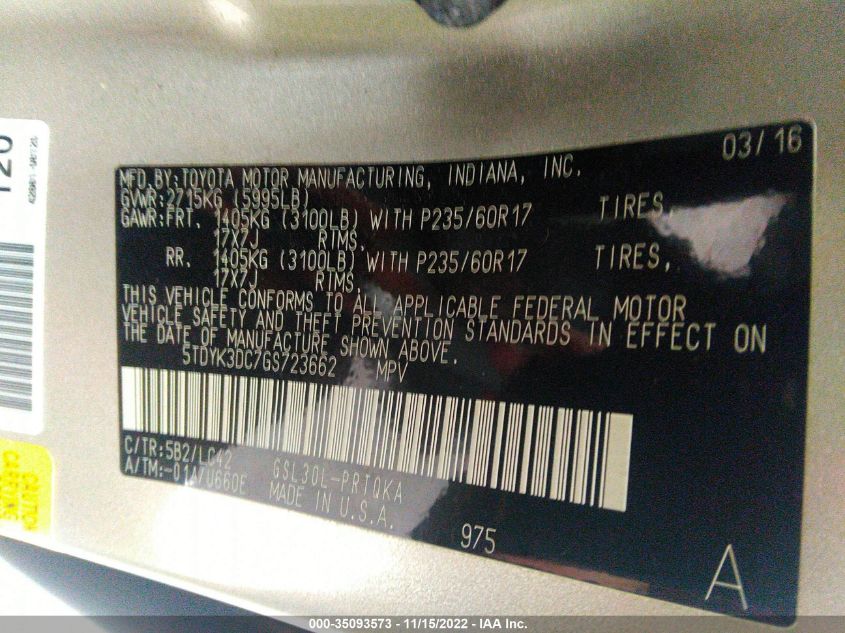 03/16
MFD.BY:TOYOTA MOTOR MANUFACTURING, INDIANA, INC.
GVWR:2715KG (5995LB)
GAWR:FRT. 1405KG (3100LB) WITH P235/60R17 TIRES,
17X7J RIMS.
RR. 1405KG (3100LB) WITH P235/60R17 TIRES,
17X7J RIMS.
THIS VEHICLE CONFORMS TO ALL APPLICABLE FEDERAL MOTOR
VEHICLE SAFETY AND THEFT PREVENTION STANDARDS IN EFFECT ON
THE DATE OF MANUFACTURE SHOWN ABOVE.
5TDYK3DC7GS723662 MPV
C/TR:5B2/LC42 GSL30L-PRTQKA
A/TM:-01A/U660E MADE IN U.S.A.
975
A
120
CAUTION
000-35093573 - 11/15/2022 - IAA Inc.